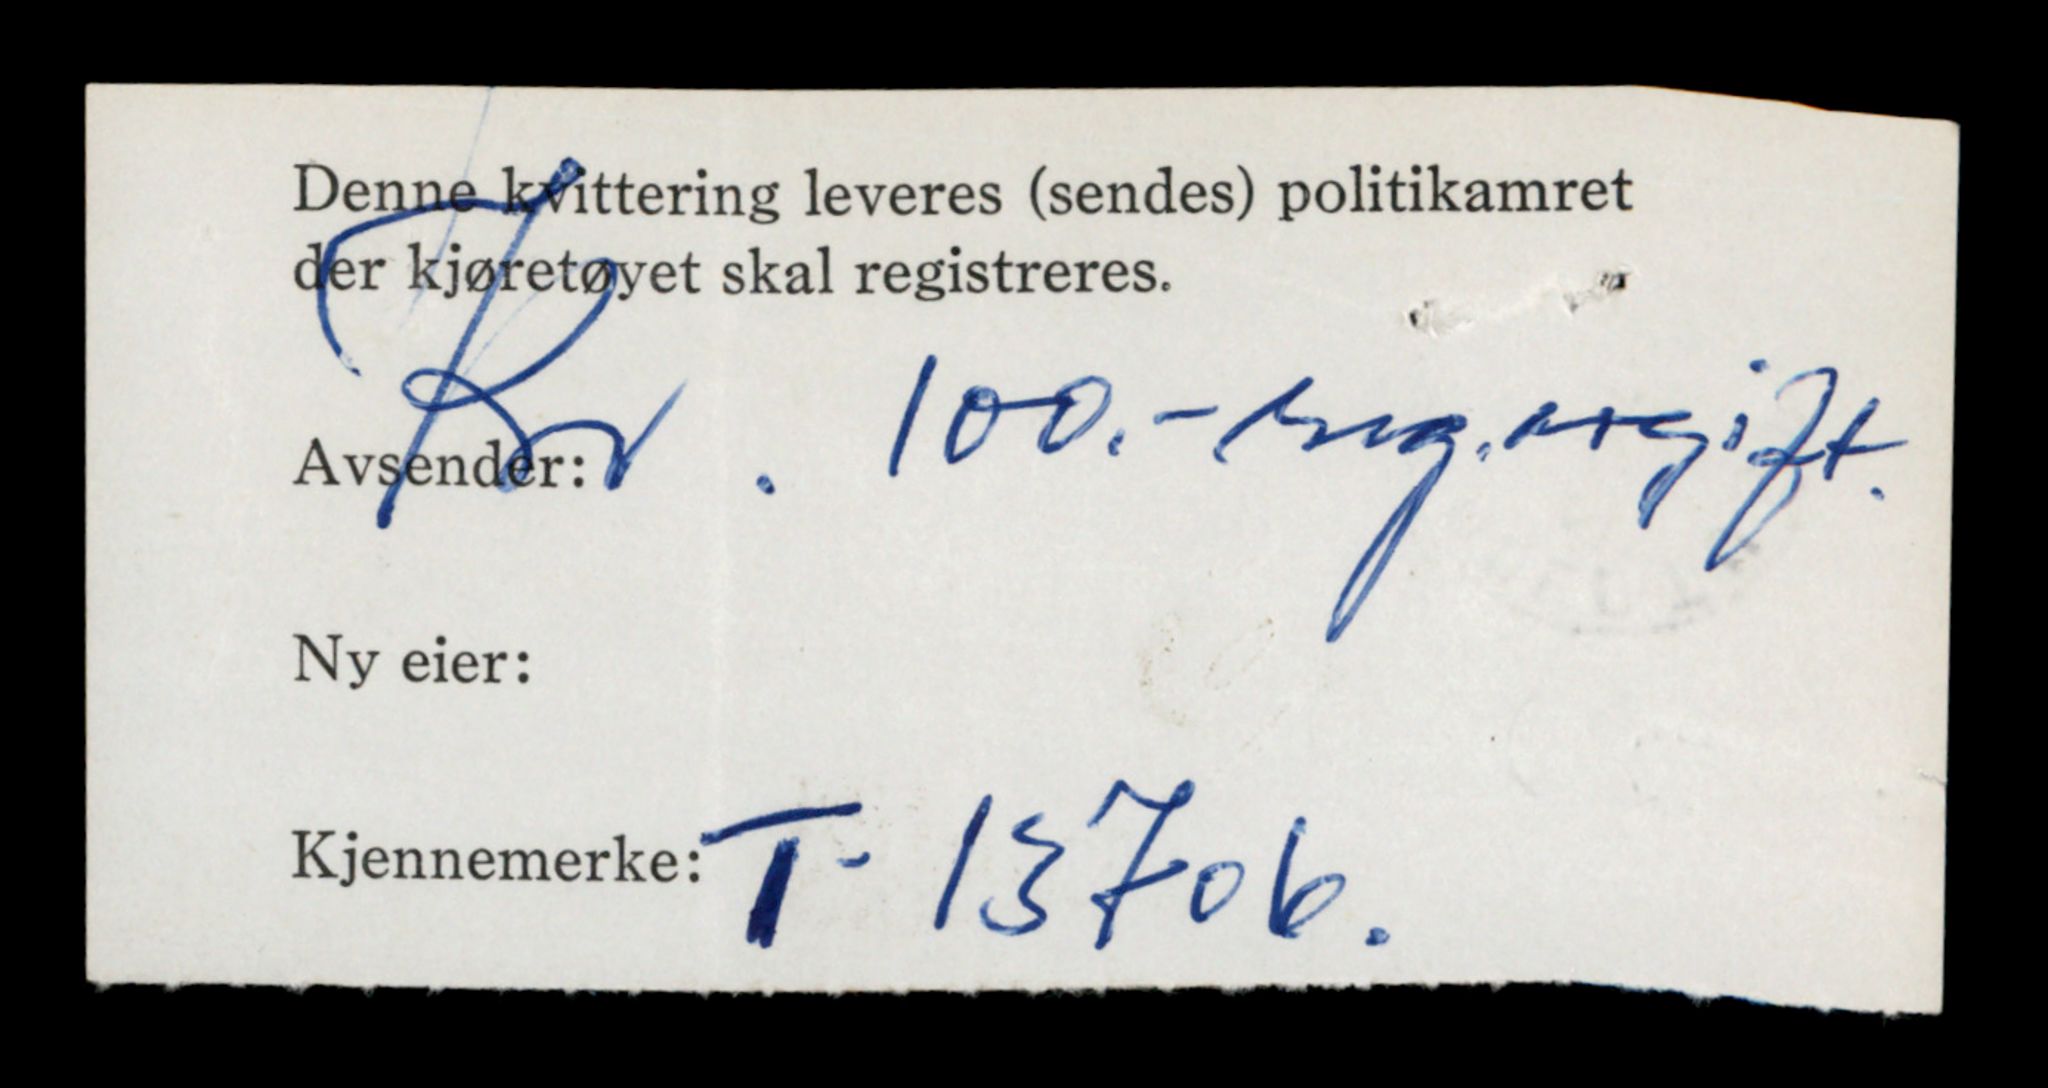 Denne kvittering leveres (sendes) politikamret
der kjøretøyet skal registreres.
Kr. 100.- reg.avgift.
Avsender:
Ny eier:
Kjennemerke: T- 13706.